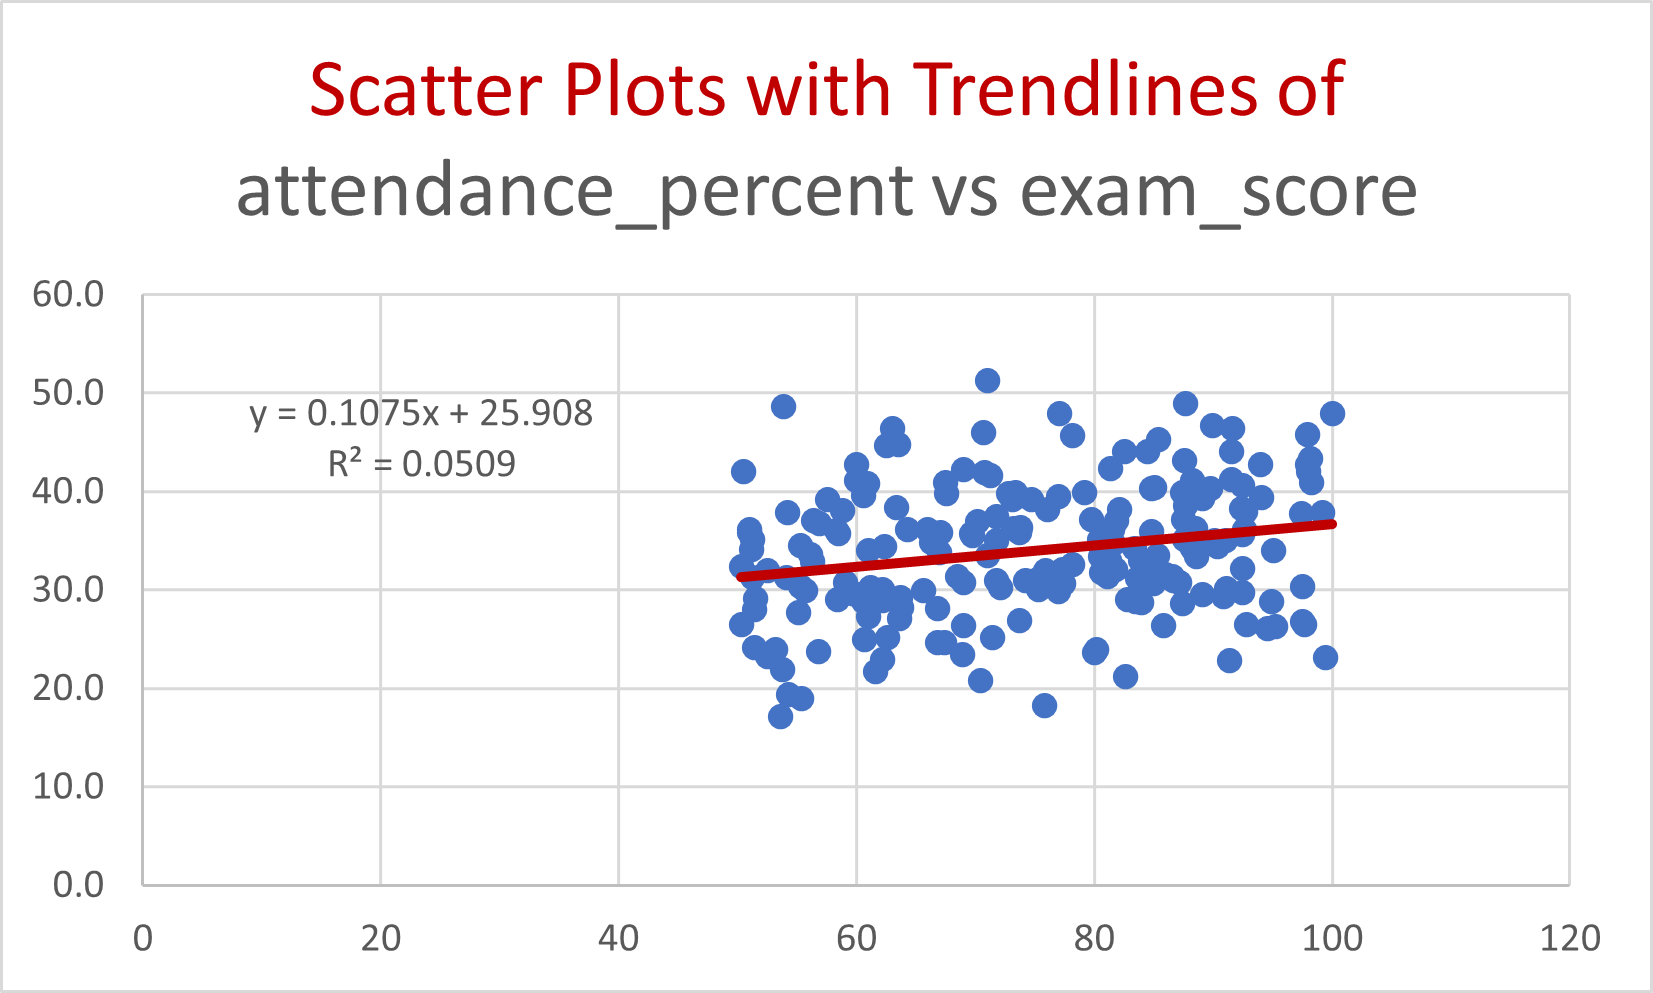 Scatter Plots with Trendlines of
attendance_percent vs exam_score
60.0
50.0
y = 0.1075x + 25.908
R² = 0.0509
40.0
30.0
20.0
10.0
0.0
0 20 40 60 80 100 120